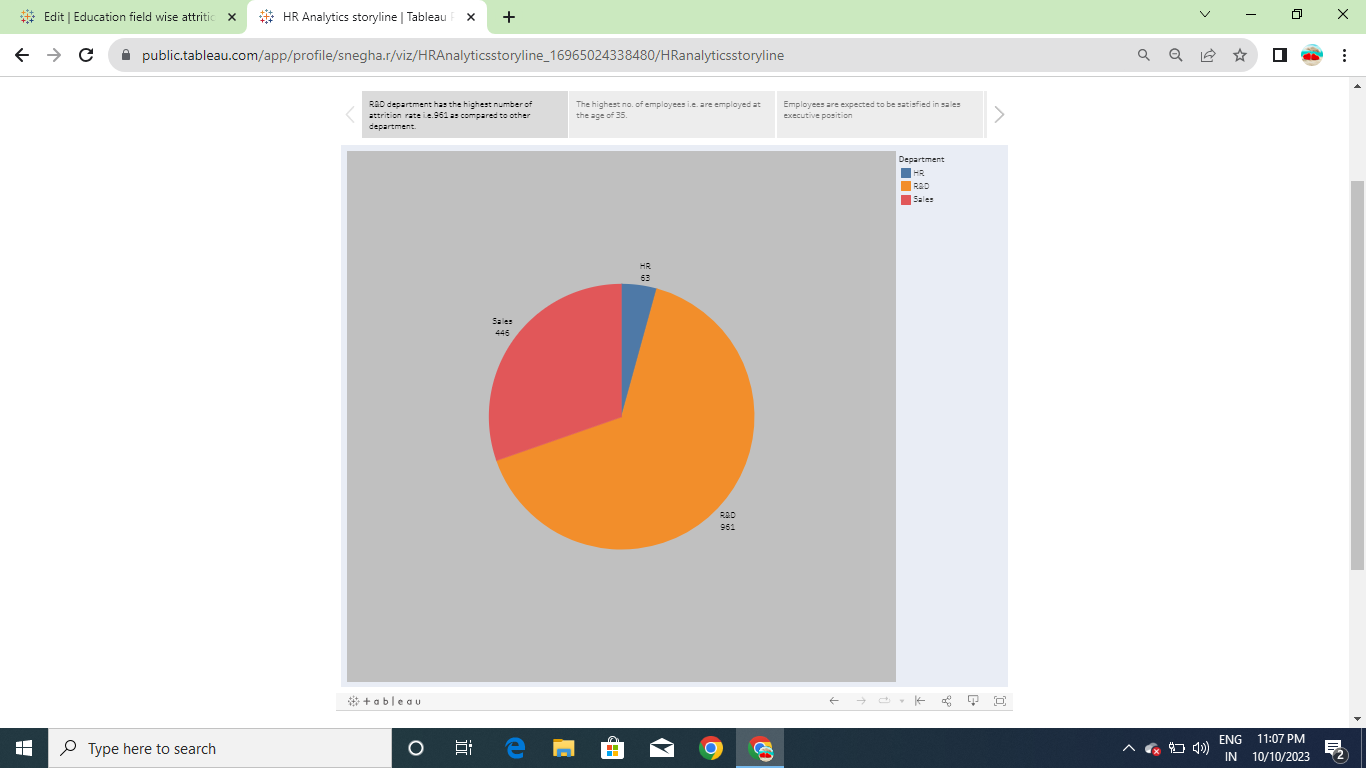 Edit | Education field wise attritic
HR Analytics storyline | Tableau P
public.tableau.com/app/profile/snegha.r/viz/HRAnalyticsstoryline_16965024338480/HRanalyticsstoryline
R&D department has the highest number of
attrition rate i.e.961 as compared to other
department.
The highest no. of employees i.e. are employed at
the age of 35.
Employees are expected to be satisfied in sales
executive position
Department
HR
R&D
Sales
HR
63
Sales
446
R&D
961
+ableau
Type here to search
ENG
IN
11:07 PM
10/10/2023
2